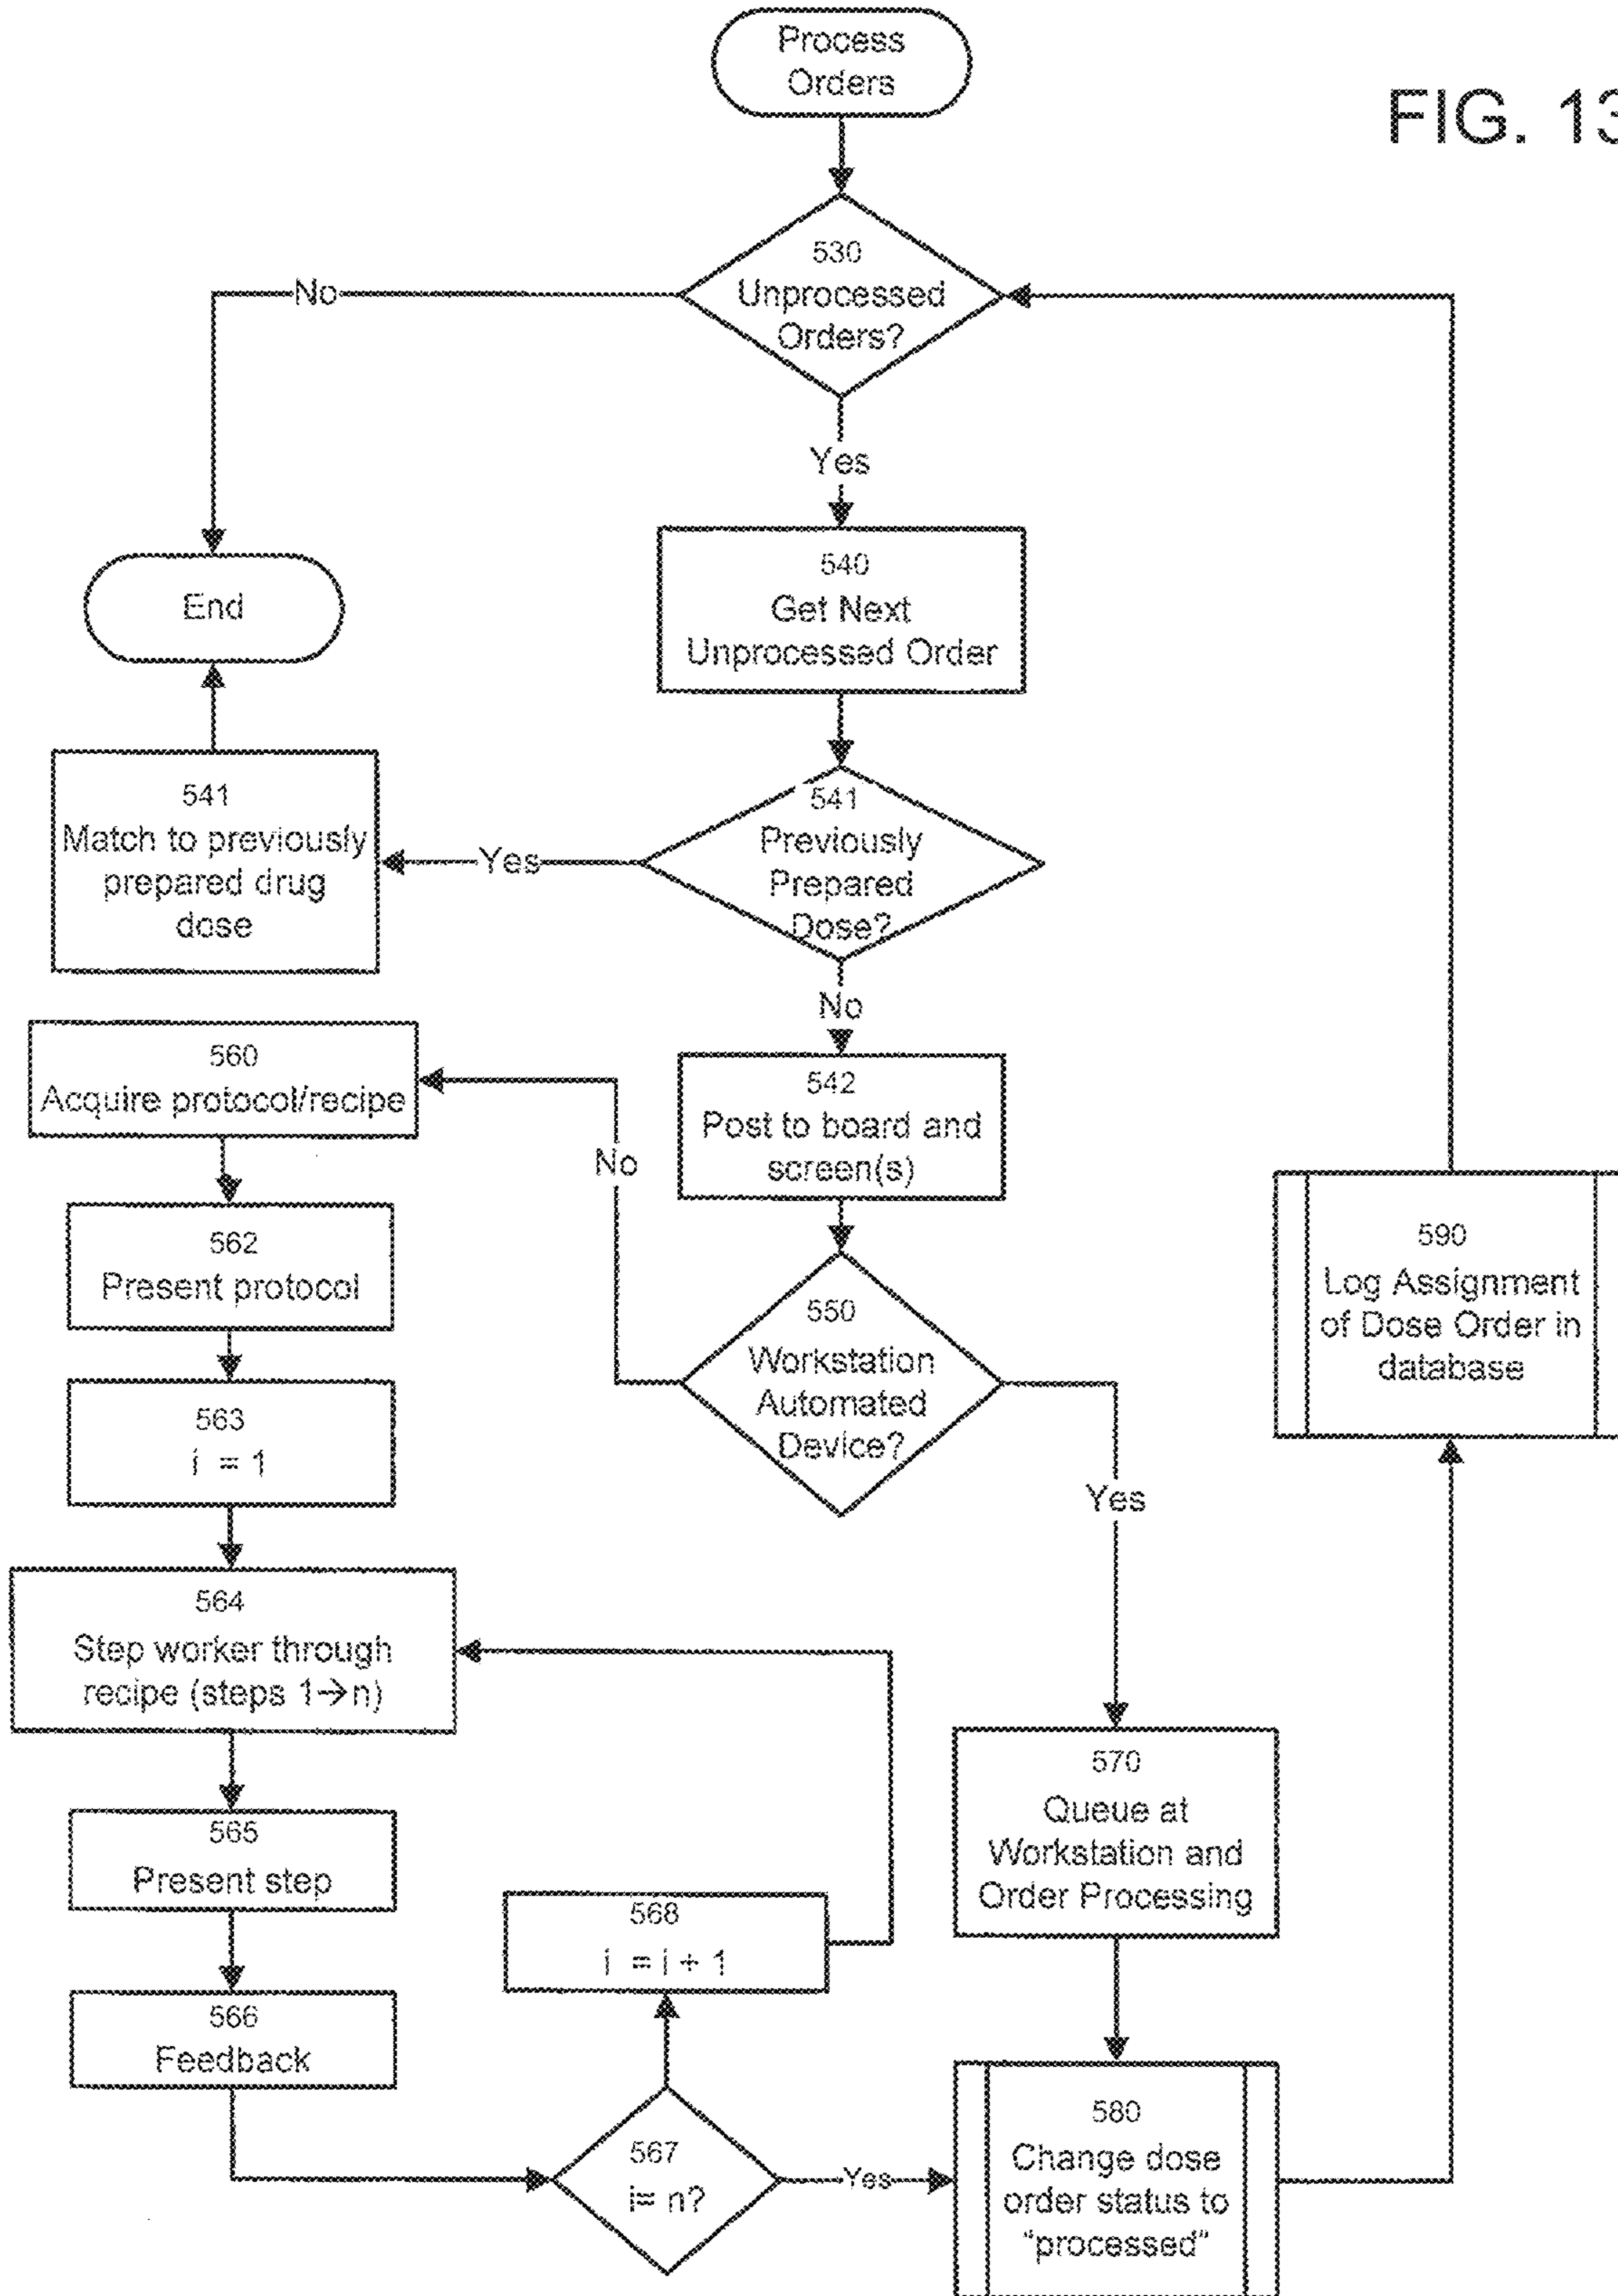 Process
Orders
FIG. 13
530
Unprocessed
Orders?
No
Yes
540
Get Next
Unprocessed Order
End
541
Previously
Prepared
Dose?
Yes
541
Match to previously
prepared drug
dose
No
542
Post to board and
screen(s)
560
Acquire protocol/recipe
No
562
Present protocol
550
Workstation
Automated
Device?
590
Log Assignment
of Dose Order in
database
563
i = 1
Yes
564
Step worker through
recipe (steps 1→n)
570
Queue at
Workstation and
Order Processing
565
Present step
568
i = i + 1
566
Feedback
567
i= n?
Yes
580
Change dose
order status to
"processed"